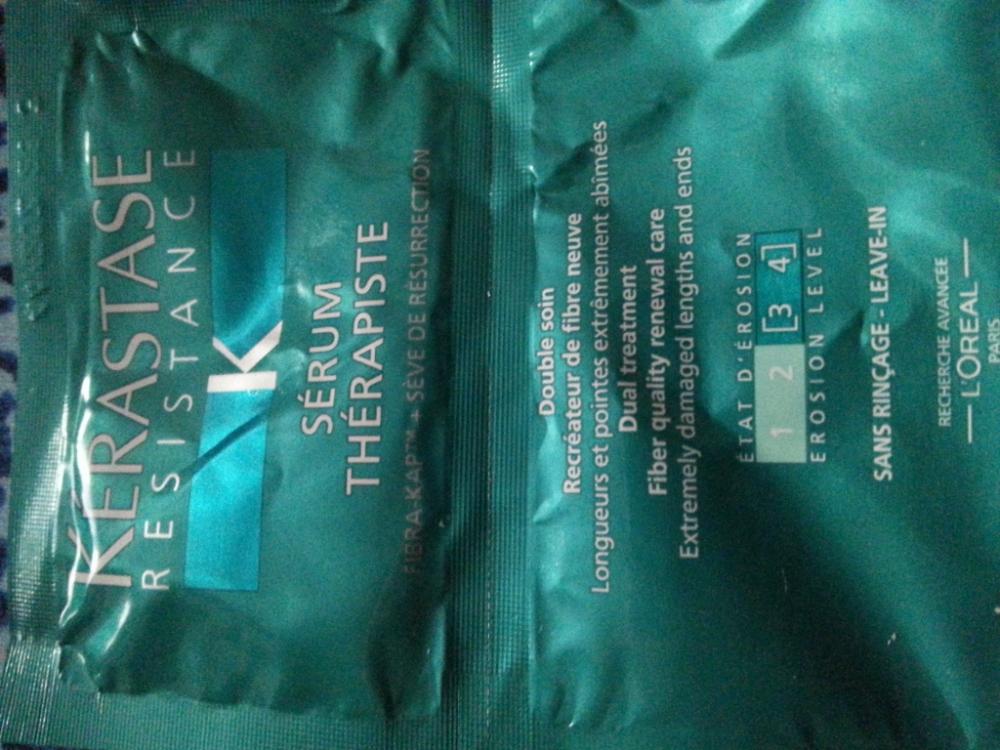 KÉRASTASE
RESISTANCE
K
SÉRUM
THÉRAPISTE
FIBRA-KAP™ + SÈVE DE RÉSURRECTION
Double soin
Recréateur de fibre neuve
Longueurs et pointes extrêmement abîmées
Dual treatment
Fiber quality renewal care
Extremely damaged lengths and ends
ÉTAT D'ÉROSION
1 2 [3 4]
EROSION LEVEL
SANS RINÇAGE - LEAVE-IN
RECHERCHE AVANCÉE
L'ORÉAL
PARIS